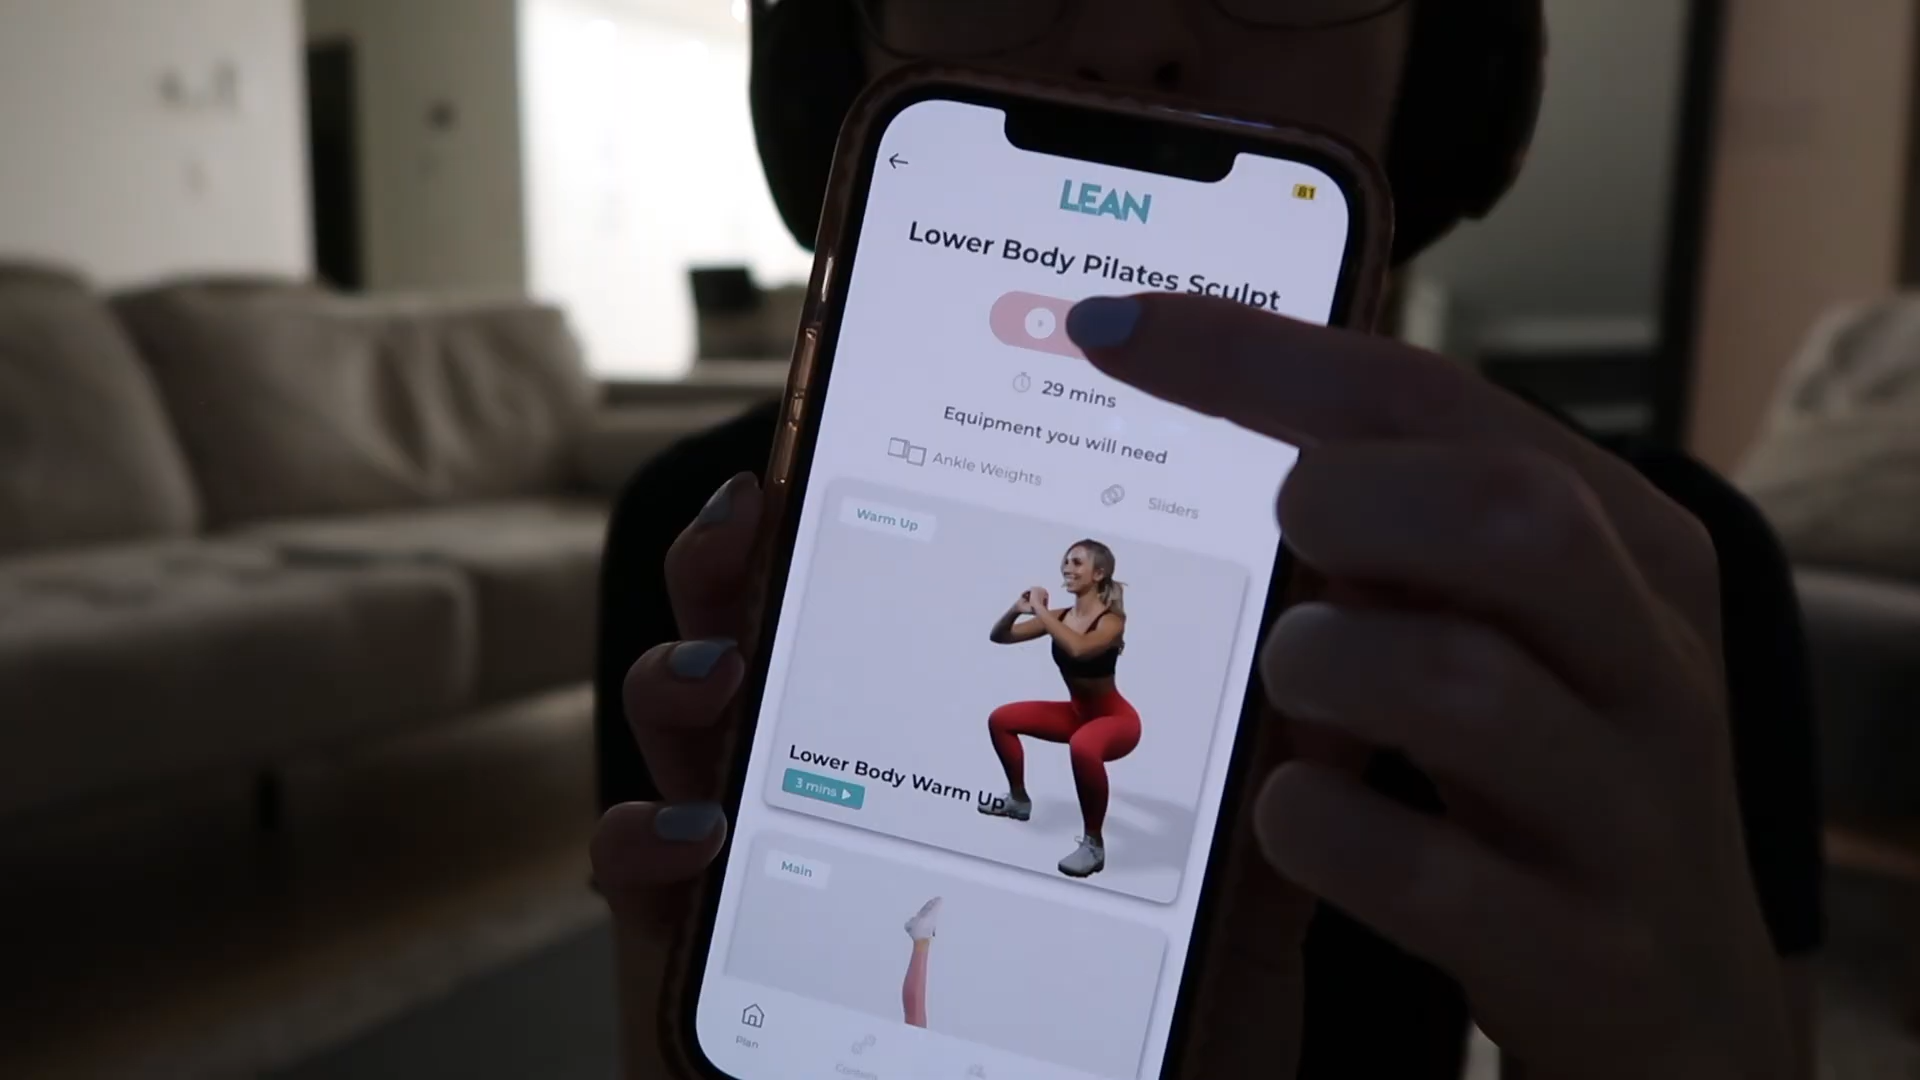 81
LEAN
Lower Body Pilates Sculpt
29 mins
Equipment you will need
Ankle Weights
Sliders
Warm Up
Lower Body Warm Up
3 mins
Main
Plan